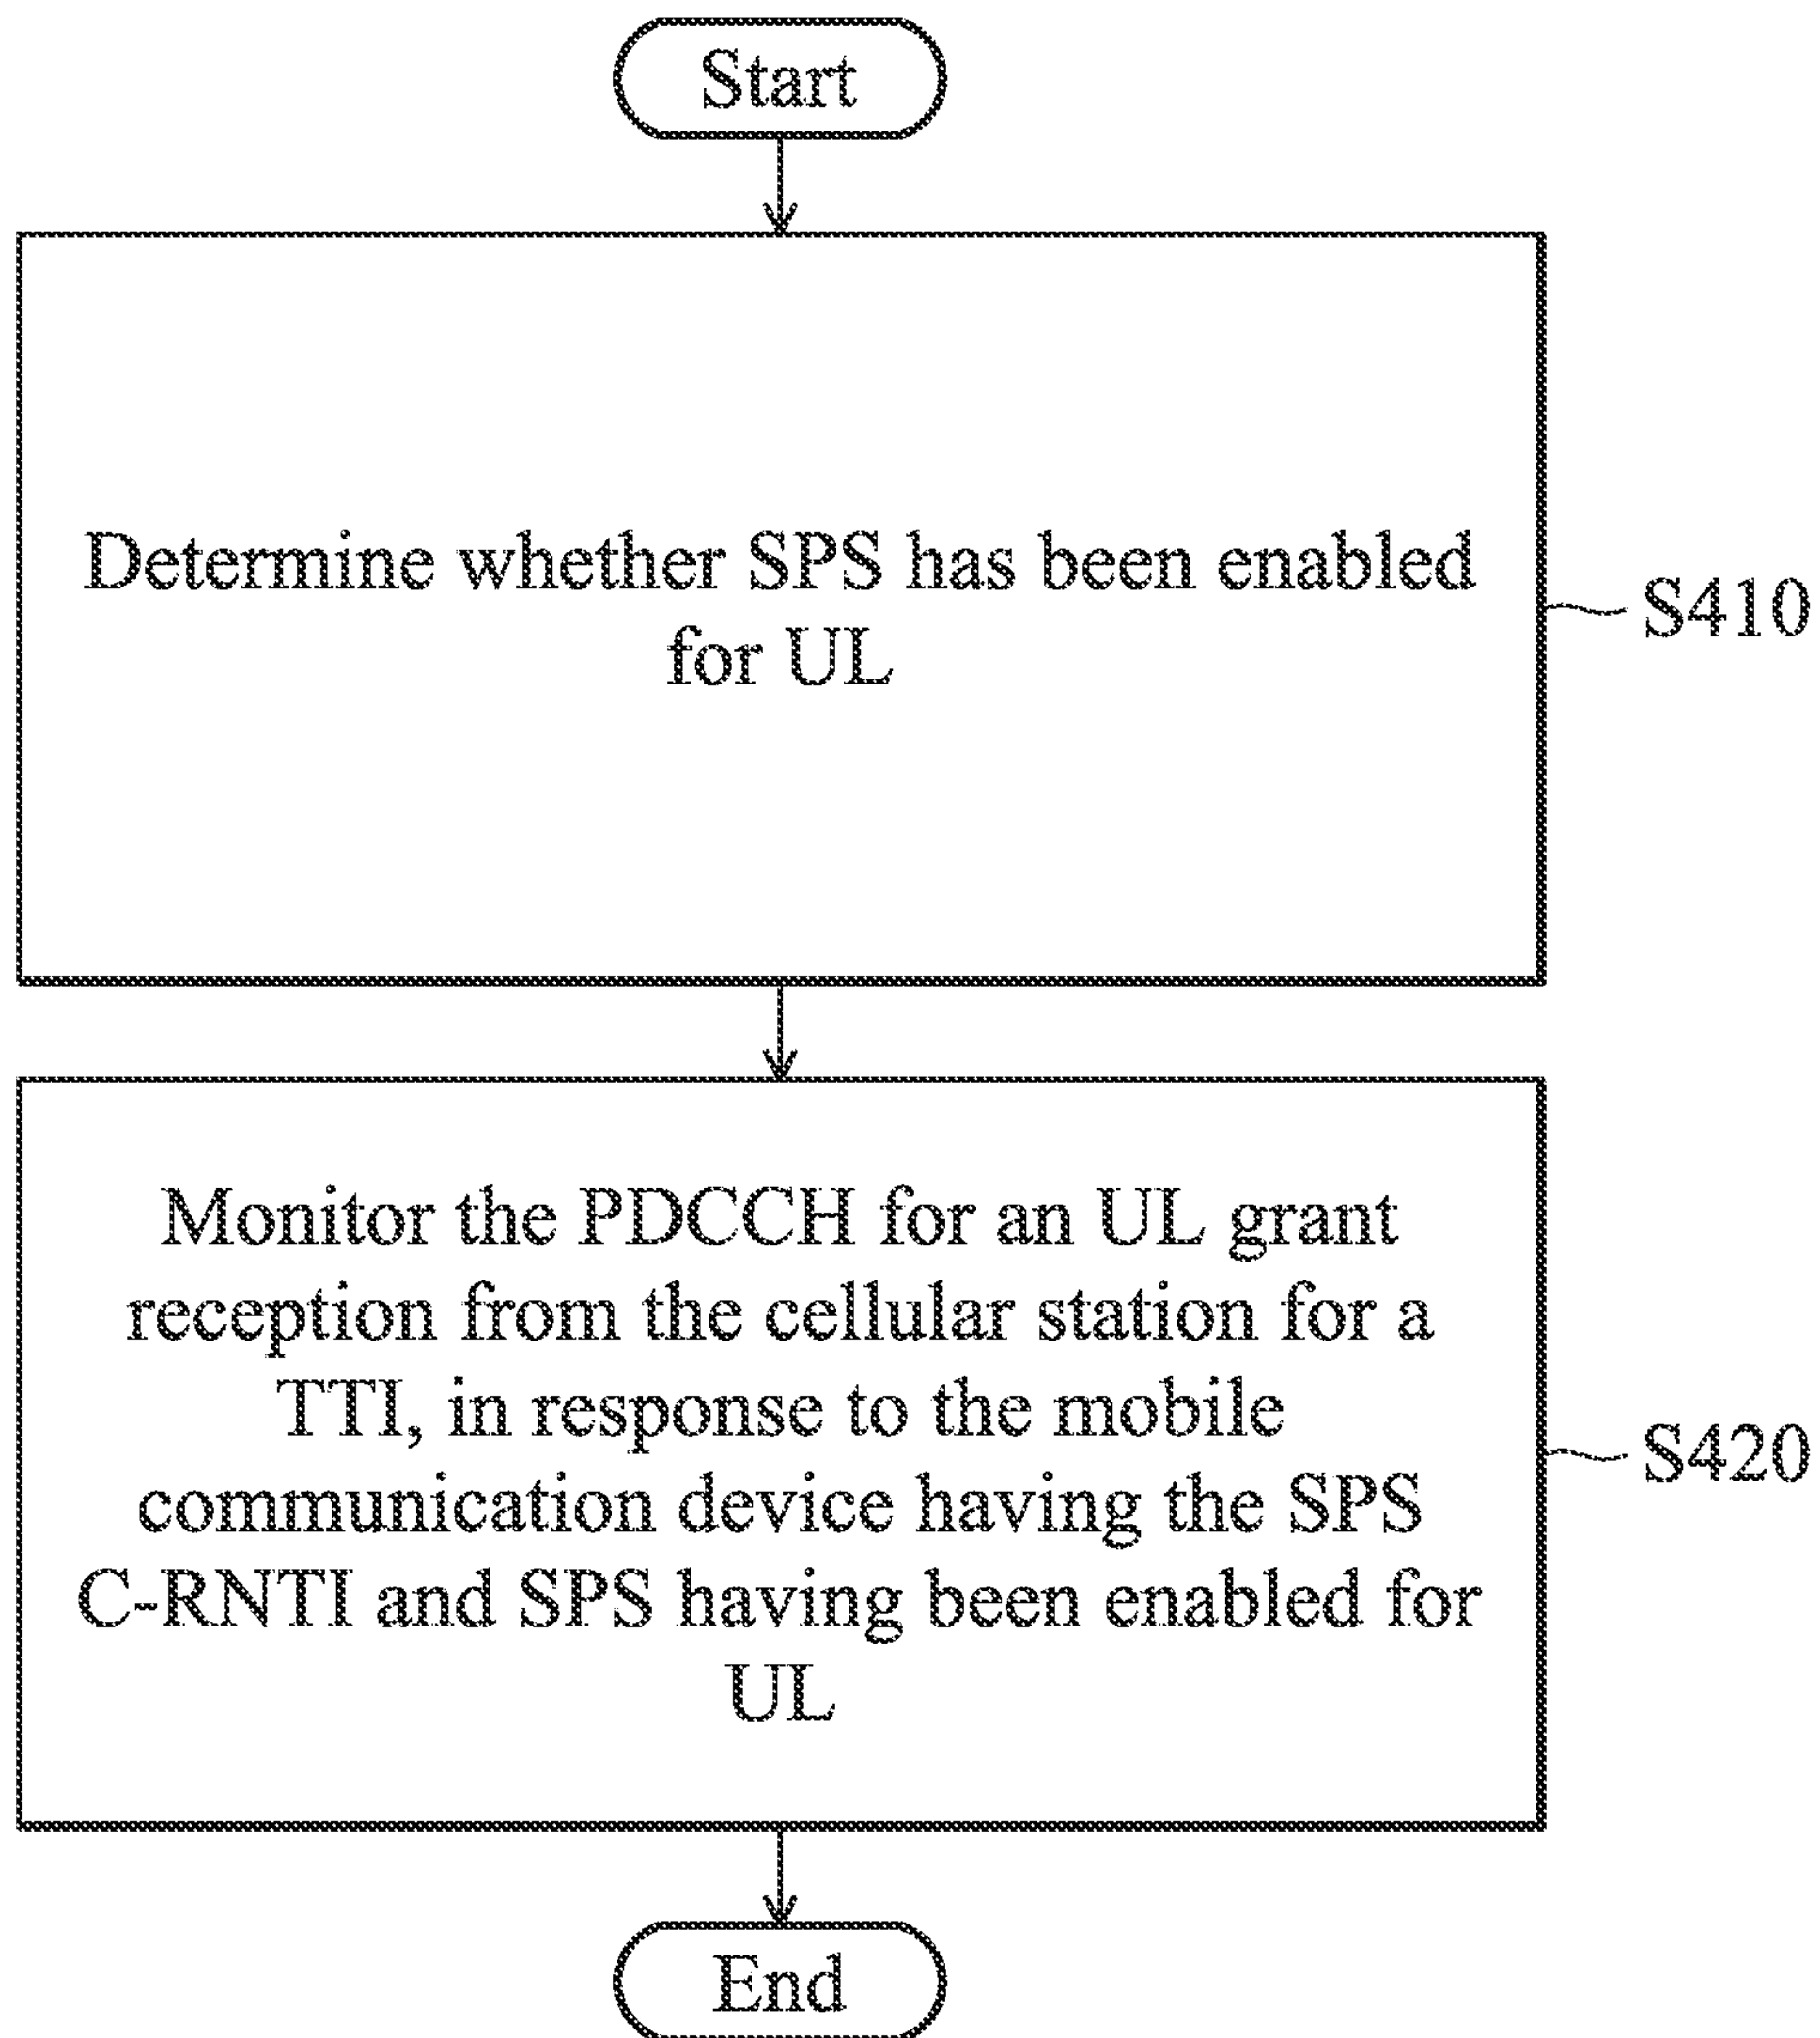 Start
Determine whether SPS has been enabled
for UL
S410
Monitor the PDCCH for an UL grant
reception from the cellular station for a
TTI, in response to the mobile
communication device having the SPS
C-RNTI and SPS having been enabled for
UL
S420
End